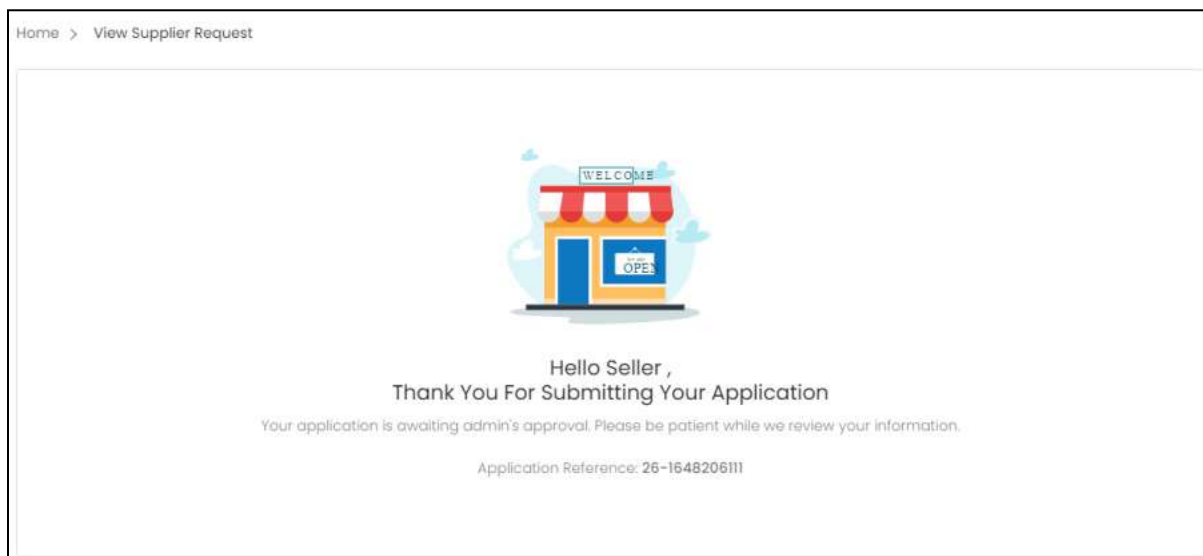 Home > View Supplier Request
WELCOME
OPEN
Hello Seller ,
Thank You For Submitting Your Application
Your application is awaiting admin's approval. Please be patient while we review your information.
Application Reference: 26-1648206111